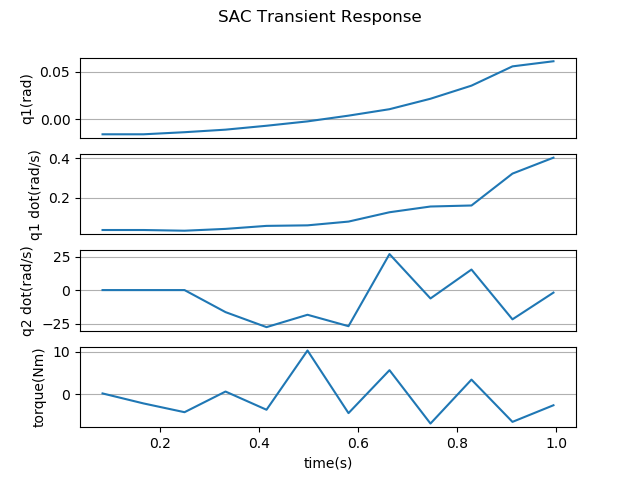 SAC Transient Response
0.05
0.00
q1(rad)
0.4
0.2
q1 dot(rad/s)
25
0
−25
q2 dot(rad/s)
10
0
torque(Nm)
0.2 0.4 0.6 0.8 1.0
time(s)